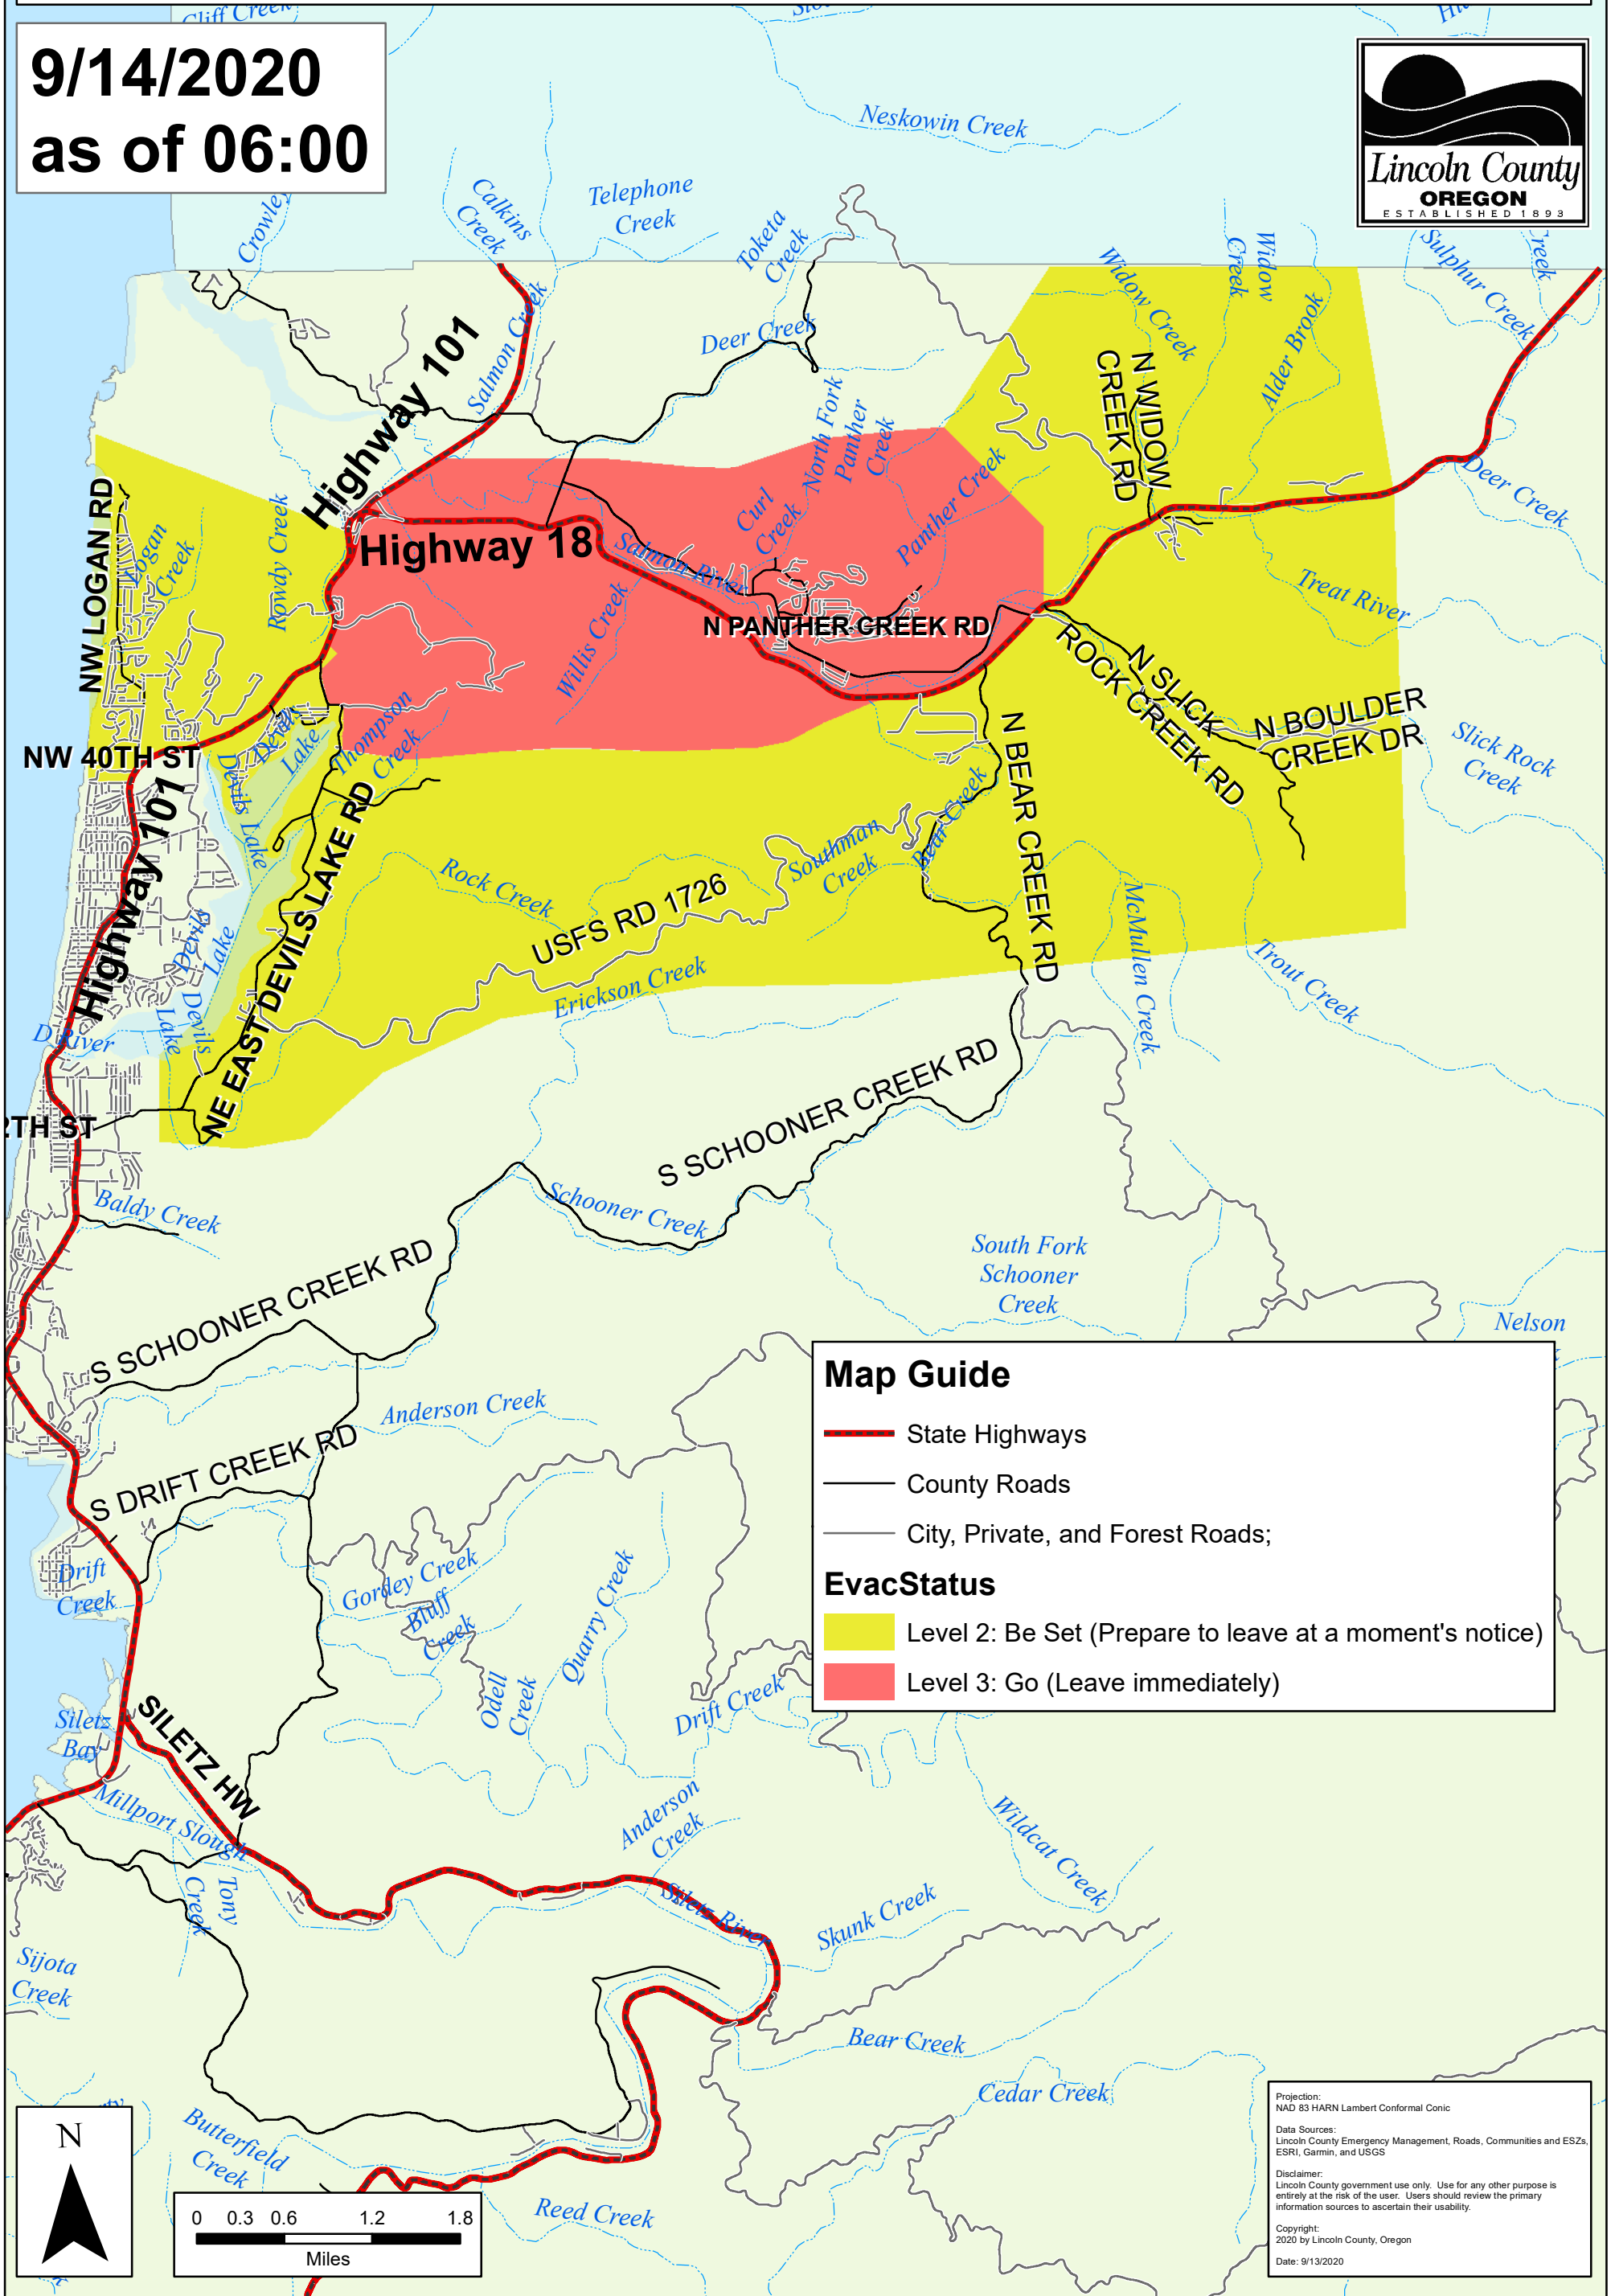 Cliff Creek
9/14/2020
as of 06:00
Lincoln County
OREGON
ESTABLISHED 1893
Neskowin Creek
Crowley
Calkins
Creek
Telephone
Creek
Toketa
Creek
Widow Creek
Widow
Creek
Alder Brook
Sulphur Creek
Creek
Salmon Creek
Highway 101
Deer Creek
North Fork
Panther
Creek
N WIDOW
CREEK RD
Deer Creek
NW LOGAN RD
Logan
Creek
Rowdy Creek
Highway 18
Curl
Creek
Panther Creek
Salmon River
Willis Creek
N PANTHER CREEK RD
Treat River
ROCK CREEK RD
N SLICK
N BOULDER
CREEK DR
Slick Rock
Creek
NW 40TH ST
Devils
Lake
Thompson
Creek
Devils Lake
Highway 101
NE EAST DEVILS LAKE RD
Rock Creek
USFS RD 1726
Southman
Creek
Bear Creek
N BEAR CREEK RD
McMullen Creek
Trout Creek
Devils
Lake
Erickson Creek
D River
Devils
Lake
2TH ST
S SCHOONER CREEK RD
Baldy Creek
Schooner Creek
S SCHOONER CREEK RD
South Fork
Schooner
Creek
Nelson
Anderson Creek
S DRIFT CREEK RD
Drift
Creek
Gordey Creek
Bluff
Creek
Quarry Creek
Odell
Creek
Drift Creek
Map Guide
State Highways
County Roads
City, Private, and Forest Roads;
EvacStatus
Level 2: Be Set (Prepare to leave at a moment's notice)
Level 3: Go (Leave immediately)
Siletz
Bay
SILETZ HW
Millport Slough
Tony
Creek
Anderson
Creek
Wildcat Creek
Siletz River
Skunk Creek
Sijota
Creek
Bear Creek
Cedar Creek
Butterfield
Creek
Reed Creek
N
0 0.3 0.6 1.2 1.8
Miles
Projection:
NAD 83 HARN Lambert Conformal Conic
Data Sources:
Lincoln County Emergency Management, Roads, Communities and ESZs,
ESRI, Garmin, and USGS
Disclaimer:
Lincoln County government use only. Use for any other purpose is
entirely at the risk of the user. Users should review the primary
information sources to ascertain their usability.
Copyright:
2020 by Lincoln County, Oregon
Date: 9/13/2020